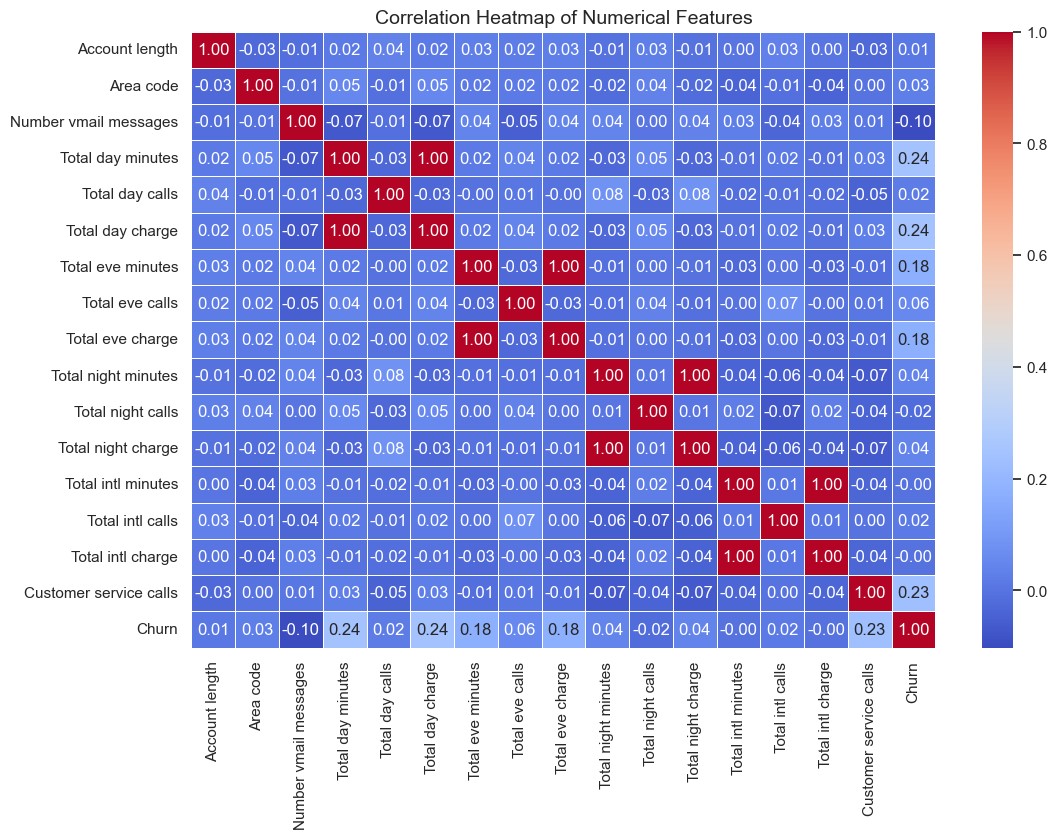 Correlation Heatmap of Numerical Features
Account length 1.00 -0.03 -0.01 0.02 0.04 0.02 0.03 0.02 0.03 -0.01 0.03 -0.01 0.00 0.03 0.00 -0.03 0.01
Area code -0.03 1.00 -0.01 0.05 -0.01 0.05 0.02 0.02 0.02 -0.02 0.04 -0.02 -0.04 -0.01 -0.04 0.00 0.03
Number vmail messages -0.01 -0.01 1.00 -0.07 -0.01 -0.07 0.04 -0.05 0.04 0.04 0.00 0.04 0.03 -0.04 0.03 0.01 -0.10
Total day minutes 0.02 0.05 -0.07 1.00 -0.03 1.00 0.02 0.04 0.02 -0.03 0.05 -0.03 -0.01 0.02 -0.01 0.03 0.24
Total day calls 0.04 -0.01 -0.01 -0.03 1.00 -0.03 -0.00 0.01 -0.00 0.08 -0.03 0.08 -0.02 -0.01 -0.02 -0.05 0.02
Total day charge 0.02 0.05 -0.07 1.00 -0.03 1.00 0.02 0.04 0.02 -0.03 0.05 -0.03 -0.01 0.02 -0.01 0.03 0.24
Total eve minutes 0.03 0.02 0.04 0.02 -0.00 0.02 1.00 -0.03 1.00 -0.01 0.00 -0.01 -0.03 0.00 -0.03 -0.01 0.18
Total eve calls 0.02 0.02 -0.05 0.04 0.01 0.04 -0.03 1.00 -0.03 -0.01 0.04 -0.01 -0.00 0.07 -0.00 0.01 0.06
Total eve charge 0.03 0.02 0.04 0.02 -0.00 0.02 1.00 -0.03 1.00 -0.01 0.00 -0.01 -0.03 0.00 -0.03 -0.01 0.18
Total night minutes -0.01 -0.02 0.04 -0.03 0.08 -0.03 -0.01 -0.01 -0.01 1.00 0.01 1.00 -0.04 -0.06 -0.04 -0.07 0.04
Total night calls 0.03 0.04 0.00 0.05 -0.03 0.05 0.00 0.04 0.00 0.01 1.00 0.01 0.02 -0.07 0.02 -0.04 -0.02
Total night charge -0.01 -0.02 0.04 -0.03 0.08 -0.03 -0.01 -0.01 -0.01 1.00 0.01 1.00 -0.04 -0.06 -0.04 -0.07 0.04
Total intl minutes 0.00 -0.04 0.03 -0.01 -0.02 -0.01 -0.03 -0.00 -0.03 -0.04 0.02 -0.04 1.00 0.01 1.00 -0.04 -0.00
Total intl calls 0.03 -0.01 -0.04 0.02 -0.01 0.02 0.00 0.07 0.00 -0.06 -0.07 -0.06 0.01 1.00 0.01 0.00 0.02
Total intl charge 0.00 -0.04 0.03 -0.01 -0.02 -0.01 -0.03 -0.00 -0.03 -0.04 0.02 -0.04 1.00 0.01 1.00 -0.04 -0.00
Customer service calls -0.03 0.00 0.01 0.03 -0.05 0.03 -0.01 0.01 -0.01 -0.07 -0.04 -0.07 -0.04 0.00 -0.04 1.00 0.23
Churn 0.01 0.03 -0.10 0.24 0.02 0.24 0.18 0.06 0.18 0.04 -0.02 0.04 -0.00 0.02 -0.00 0.23 1.00
Account length
Area code
Number vmail messages
Total day minutes
Total day calls
Total day charge
Total eve minutes
Total eve calls
Total eve charge
Total night minutes
Total night calls
Total night charge
Total intl minutes
Total intl calls
Total intl charge
Customer service calls
Churn
1.0
0.8
0.6
0.4
0.2
0.0